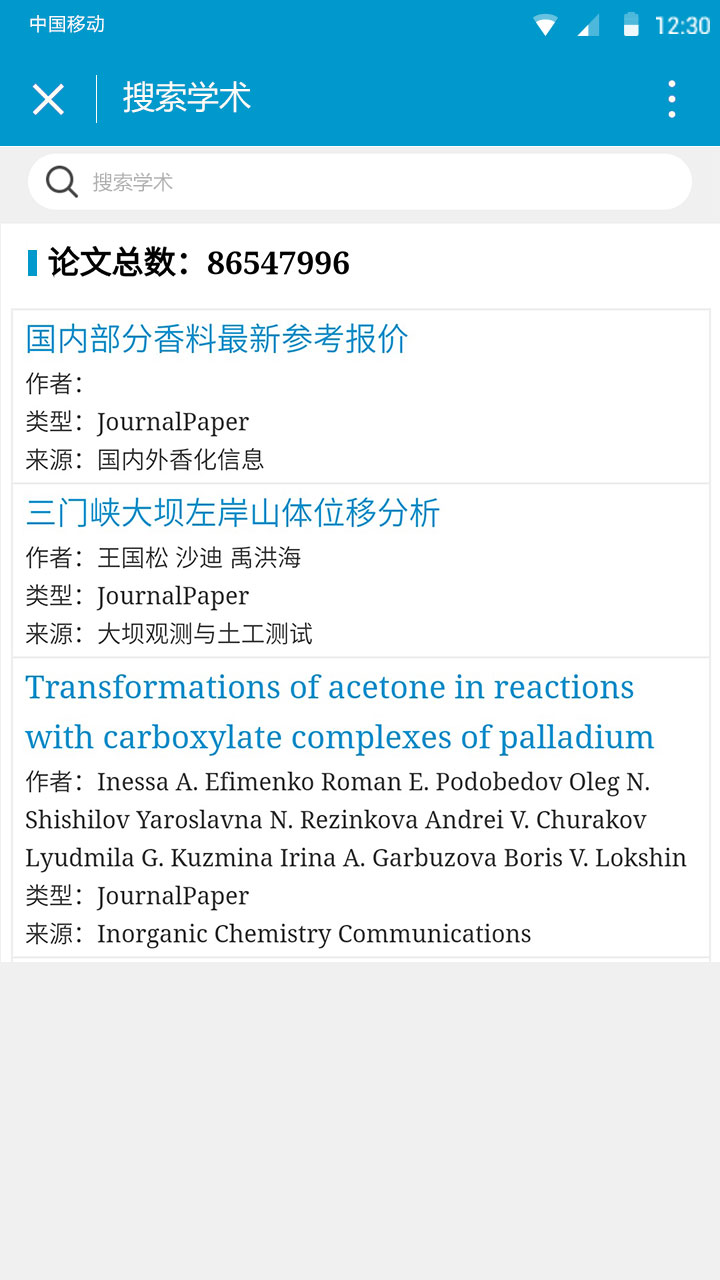 中国移动
12:30
搜索学术
搜索学术
论文总数：86547996
国内部分香料最新参考报价
作者：
类型：JournalPaper
来源：国内外香化信息
三门峡大坝左岸山体位移分析
作者：王国松 沙迪 禹洪海
类型：JournalPaper
来源：大坝观测与土工测试
Transformations of acetone in reactions
with carboxylate complexes of palladium
作者：Inessa A. Efimenko Roman E. Podobedov Oleg N.
Shishilov Yaroslavna N. Rezinkova Andrei V. Churakov
Lyudmila G. Kuzmina Irina A. Garbuzova Boris V. Lokshin
类型：JournalPaper
来源：Inorganic Chemistry Communications